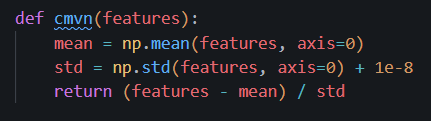 def cmvn(features):
    mean = np.mean(features, axis=0)
    std = np.std(features, axis=0) + 1e-8
    return (features - mean) / std